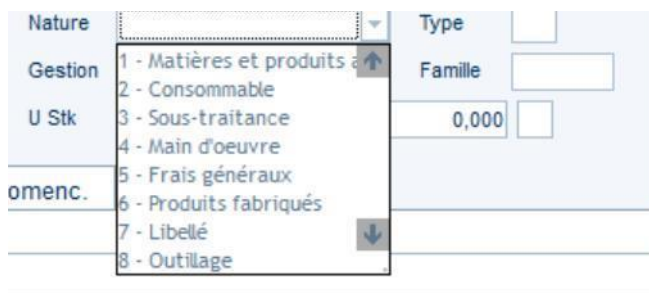 Nature
Type
1 - Matières et produits a
Gestion
Famille
2 - Consommable
U Stk
3 - Sous-traitance
0,000
4 - Main d'oeuvre
5 - Frais généraux
omenc.
6 - Produits fabriqués
7 - Libellé
8 - Outillage